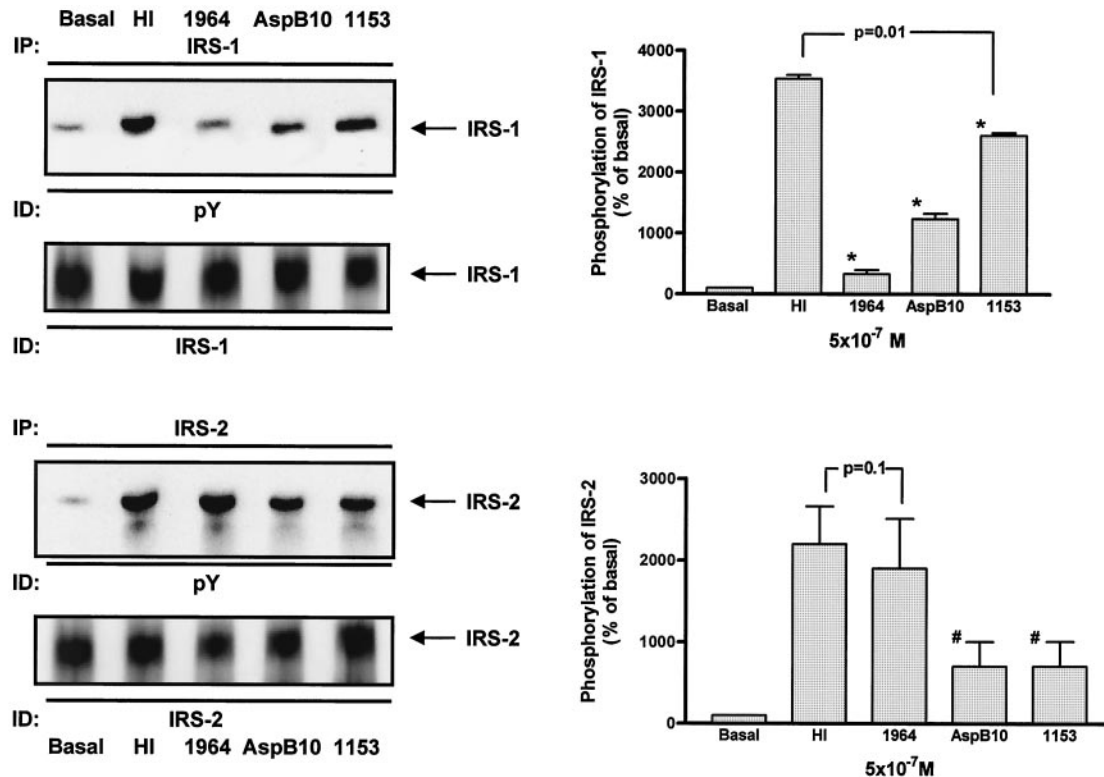 Basal HI 1964 AspB10 1153
IP: IRS-1
IRS-1
ID: pY
IRS-1
ID: IRS-1
IP: IRS-2
IRS-2
ID: pY
IRS-2
ID: IRS-2
Basal HI 1964 AspB10 1153
Phosphorylation of IRS-1
(% of basal)
4000
3000
2000
1000
0
p=0.01
*
*
*
Basal HI 1964 AspB10 1153
5x10⁻⁷ M
Phosphorylation of IRS-2
(% of basal)
3000
2000
1000
0
p=0.1
# #
Basal HI 1964 AspB10 1153
5x10⁻⁷M